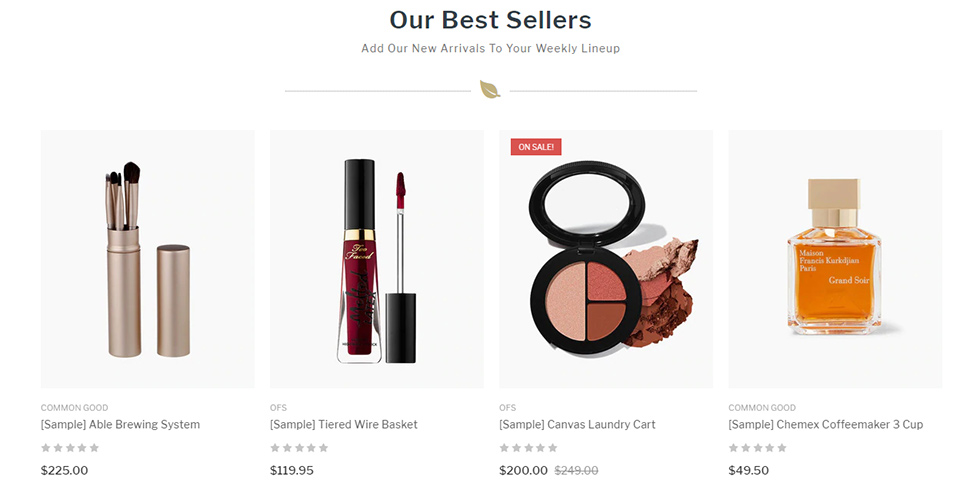 Our Best Sellers
Add Our New Arrivals To Your Weekly Lineup
ON SALE!
Too
Faced
Melted
Maison
Francis Kurkdjian
Paris
Grand Soir
COMMON GOOD
[Sample] Able Brewing System
$225.00
OFS
[Sample] Tiered Wire Basket
$119.95
OFS
[Sample] Canvas Laundry Cart
$200.00 $249.00
COMMON GOOD
[Sample] Chemex Coffeemaker 3 Cup
$49.50